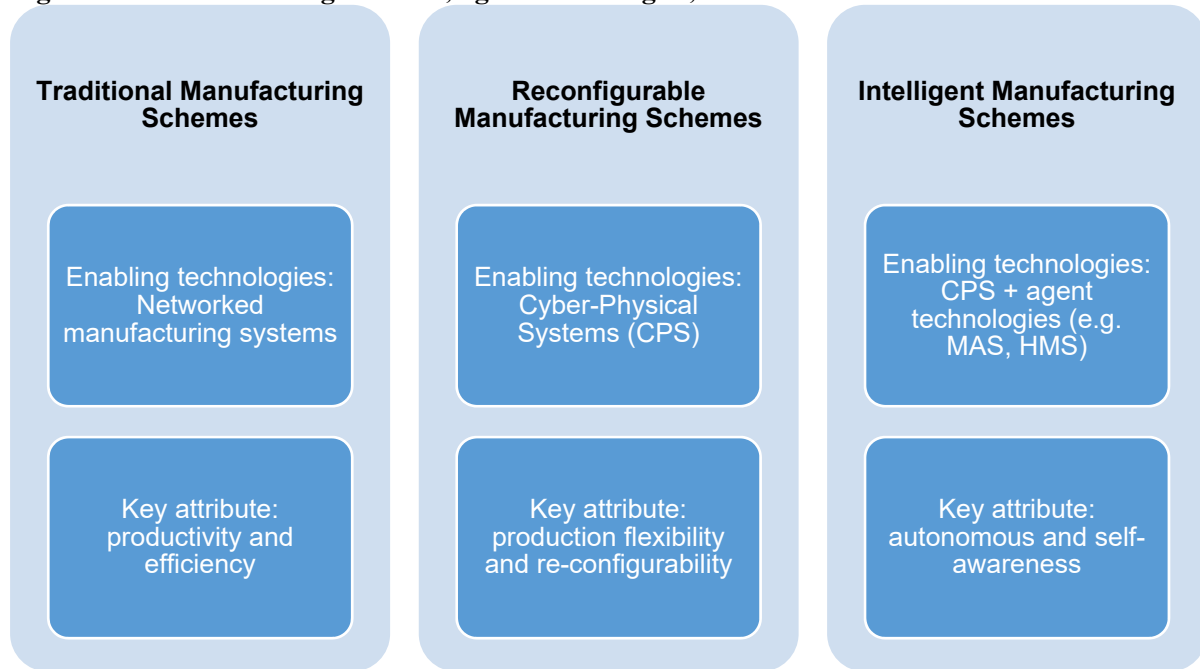 Traditional Manufacturing
Schemes
Enabling technologies:
Networked
manufacturing systems
Key attribute:
productivity and
efficiency
Reconfigurable
Manufacturing Schemes
Enabling technologies:
Cyber-Physical
Systems (CPS)
Key attribute:
production flexibility
and re-configurability
Intelligent Manufacturing
Schemes
Enabling technologies:
CPS + agent
technologies (e.g.
MAS, HMS)
Key attribute:
autonomous and self-
awareness